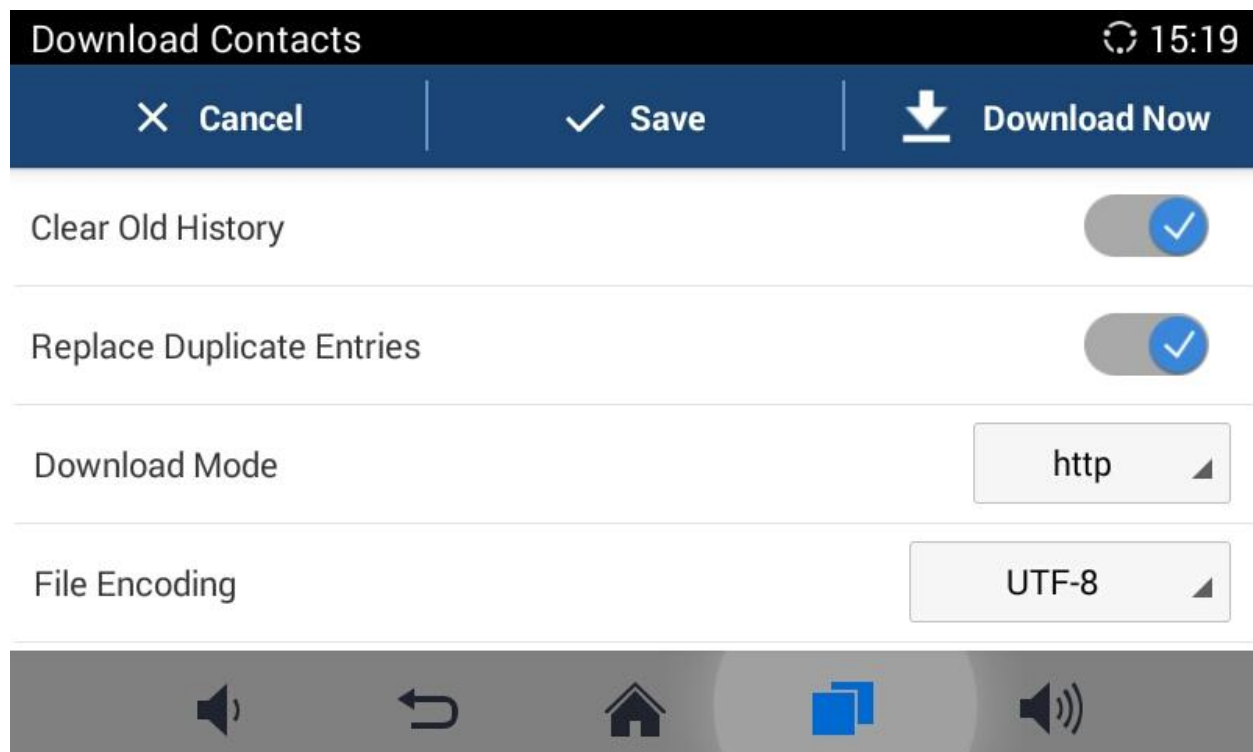 Download Contacts 15:19
Cancel Save Download Now
Clear Old History
Replace Duplicate Entries
Download Mode http
File Encoding UTF-8